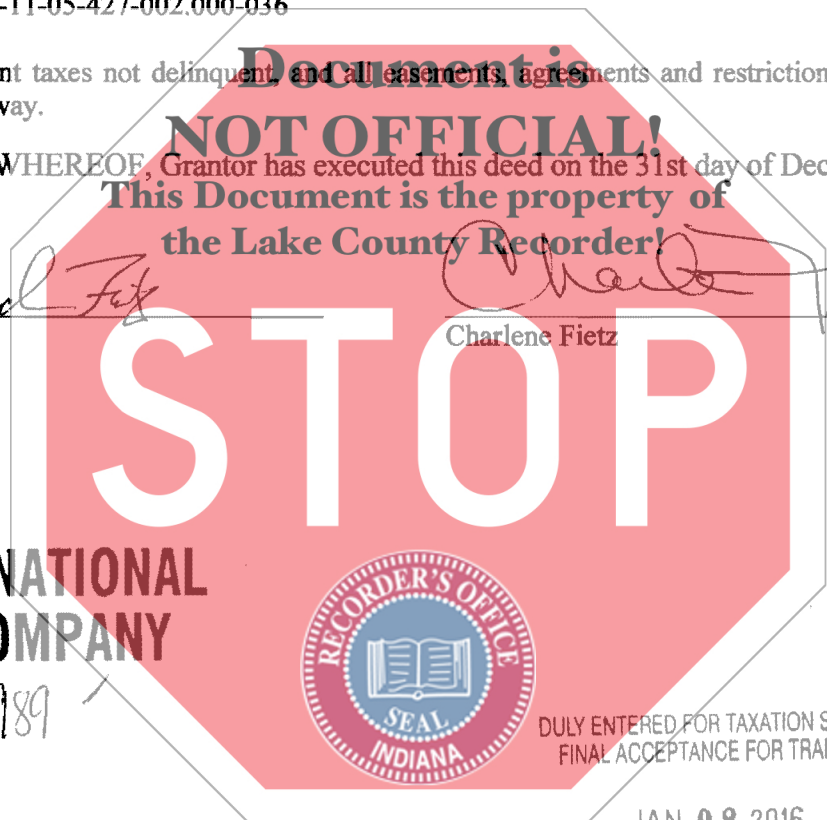 -11-05-427-002.000-036
nt taxes not delinquent, and all easements, agreements and restriction
way.
Document is
NOT OFFICIAL!
This Document is the property of
the Lake County Recorder!
WHEREOF, Grantor has executed this deed on the 31st day of Dec
Charlene Fietz
STOP
NATIONAL
OMPANY
989
RECORDER'S OFFICE
SEAL
INDIANA
DULY ENTERED FOR TAXATION S
FINAL ACCEPTANCE FOR TRA
JAN 08 2016